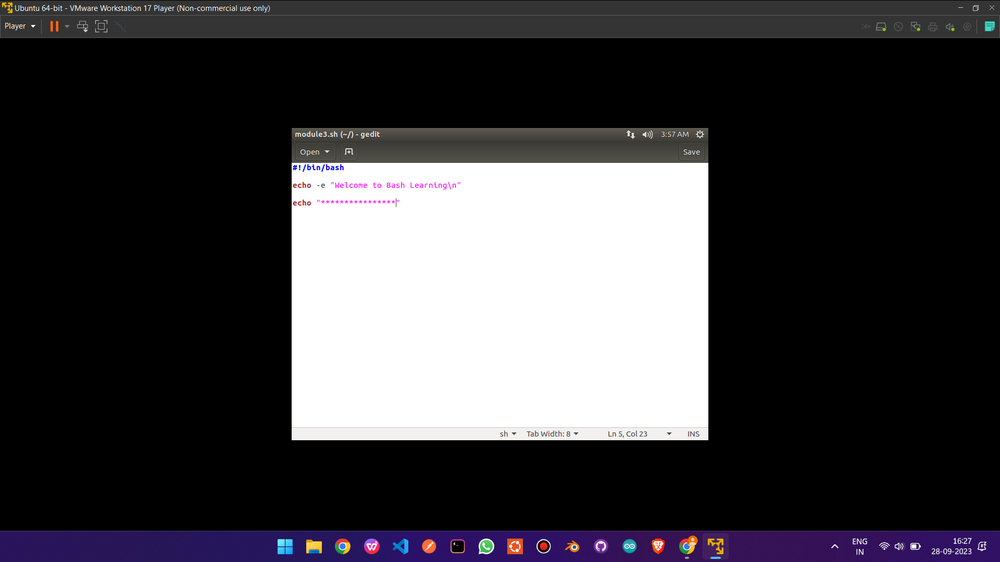 Ubuntu 64-bit - VMware Workstation 17 Player (Non-commercial use only)
Player
module3.sh (~/) - gedit
3:57 AM
Open
Save
#!/bin/bash
echo -e "Welcome to Bash Learning\n"
echo "****************"
sh
Tab Width: 8
Ln 5, Col 23
INS
ENG
IN
16:27
28-09-2023